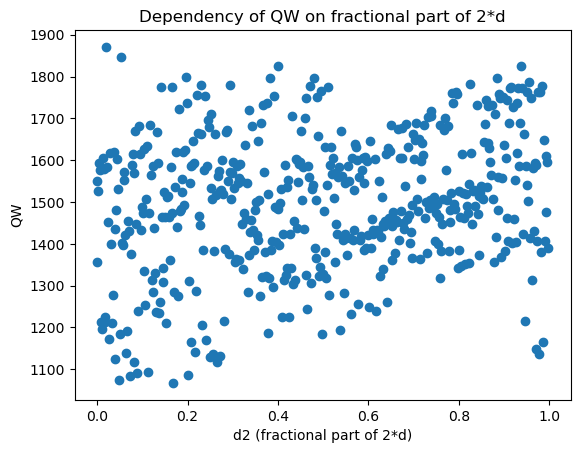 Dependency of QW on fractional part of 2*d
1900
1800
1700
1600
1500
1400
1300
1200
1100
QW
0.0 0.2 0.4 0.6 0.8 1.0
d2 (fractional part of 2*d)